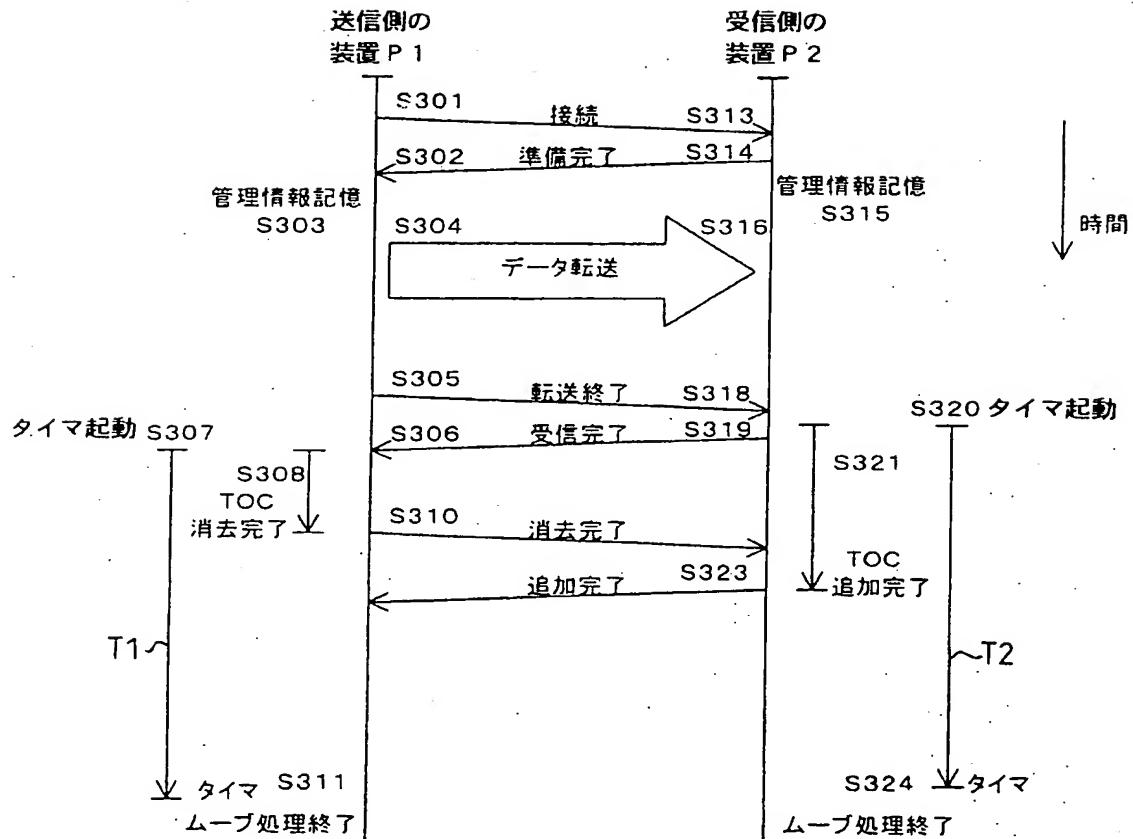 送信側の
装置P1
受信側の
装置P2
S301
接続
S313
S302
準備完了
S314
管理情報記憶
S303
管理情報記憶
S315
S304
S316
データ転送
時間
S305
転送終了
S318
タイマ起動 S307
S306
受信完了
S319
S320 タイマ起動
S308
TOC
消去完了
S321
S310
消去完了
追加完了
S323
TOC
追加完了
T1
T2
タイマ
S311
ムーブ処理終了
S324
タイマ
ムーブ処理終了